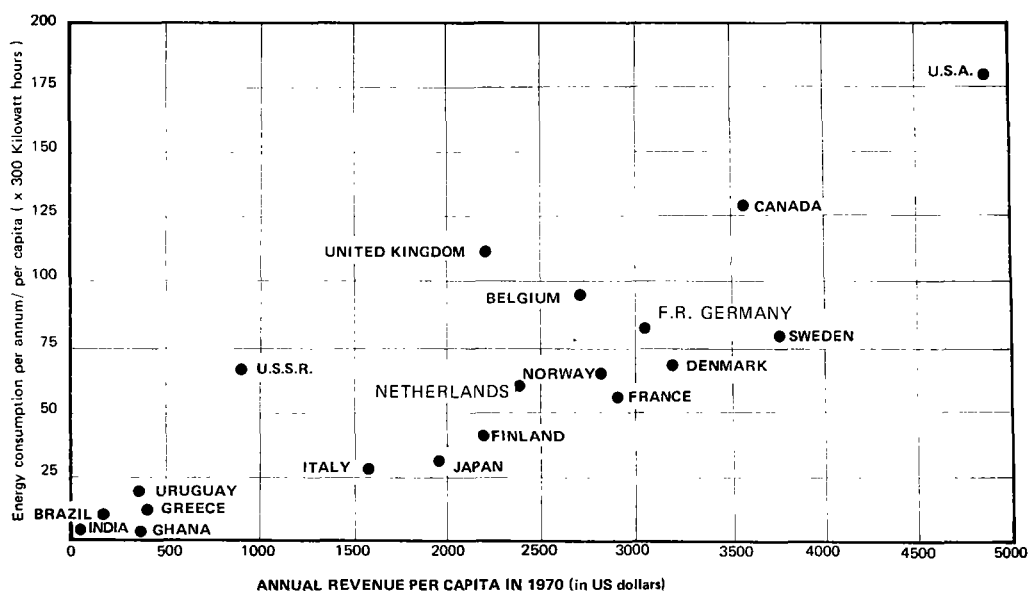 200
175
150
125
100
75
50
25
0
Energy consumption per annum/ per capita ( x 300 Kilowatt hours )
U.S.A.
CANADA
UNITED KINGDOM
BELGIUM
F.R. GERMANY
SWEDEN
U.S.S.R.
NORWAY
DENMARK
NETHERLANDS
FRANCE
FINLAND
ITALY
JAPAN
URUGUAY
BRAZIL
GREECE
INDIA
GHANA
0 500 1000 1500 2000 2500 3000 3500 4000 4500 5000
ANNUAL REVENUE PER CAPITA IN 1970 (in US dollars)